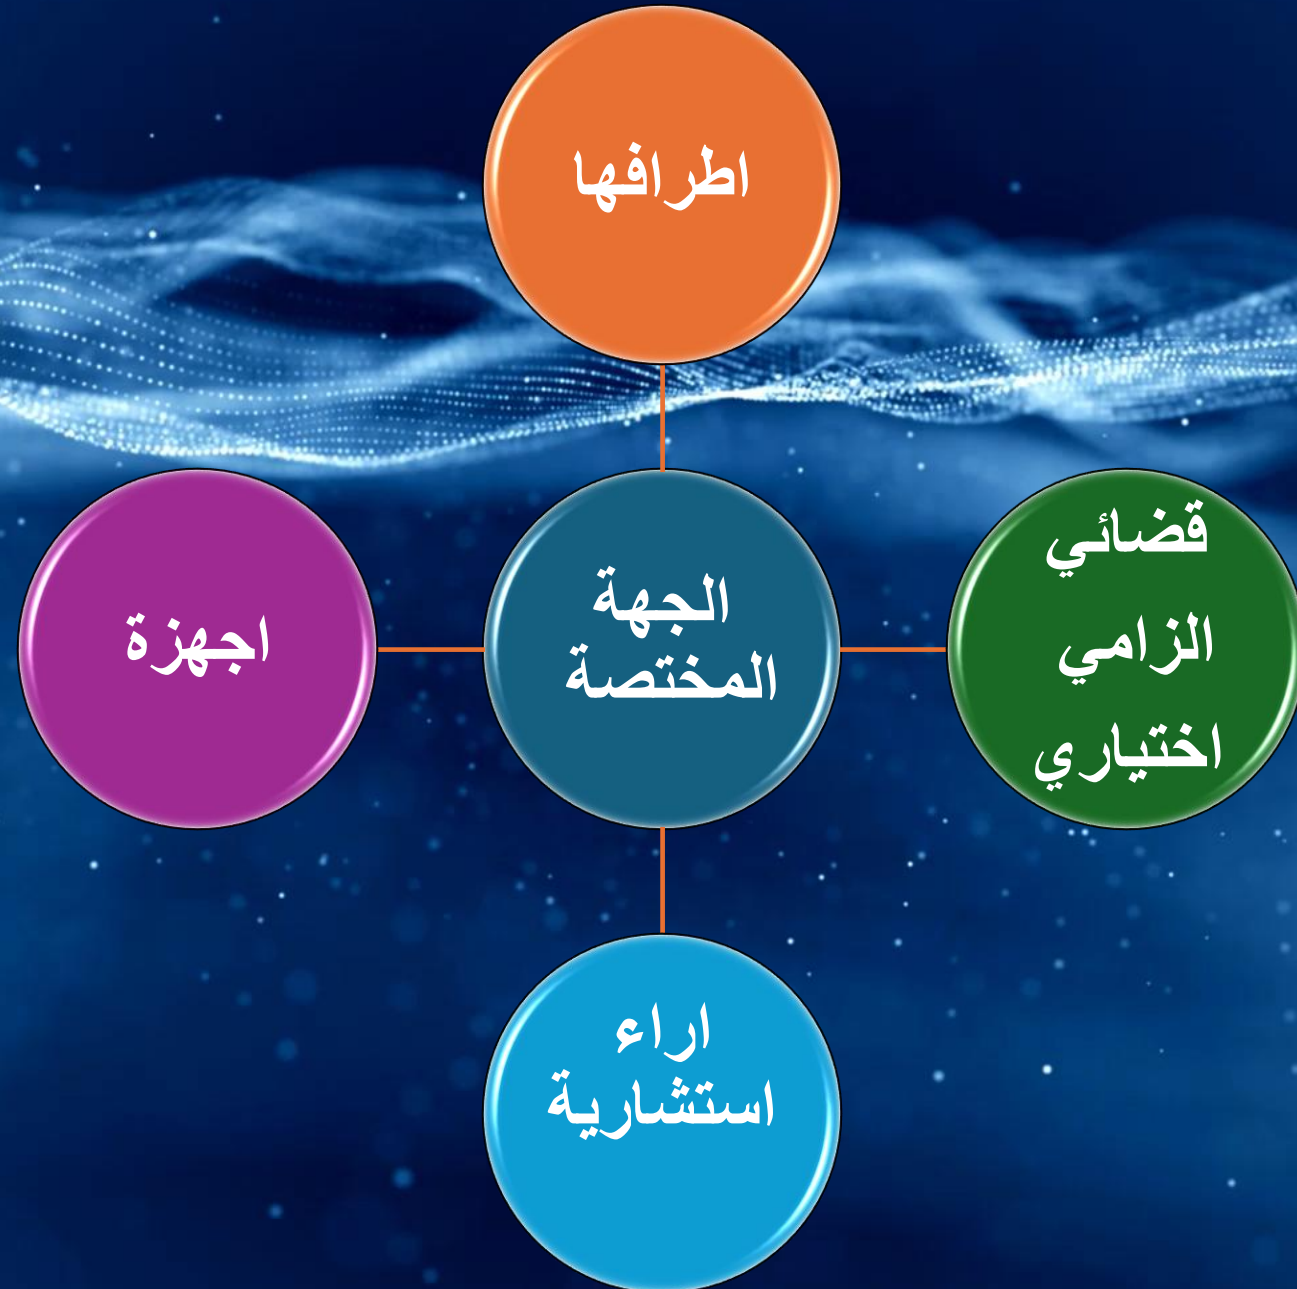 اطرافها
قضائي
الزامي
اختياري
الجهة
المختصة
اجهزة
اراء
استشارية